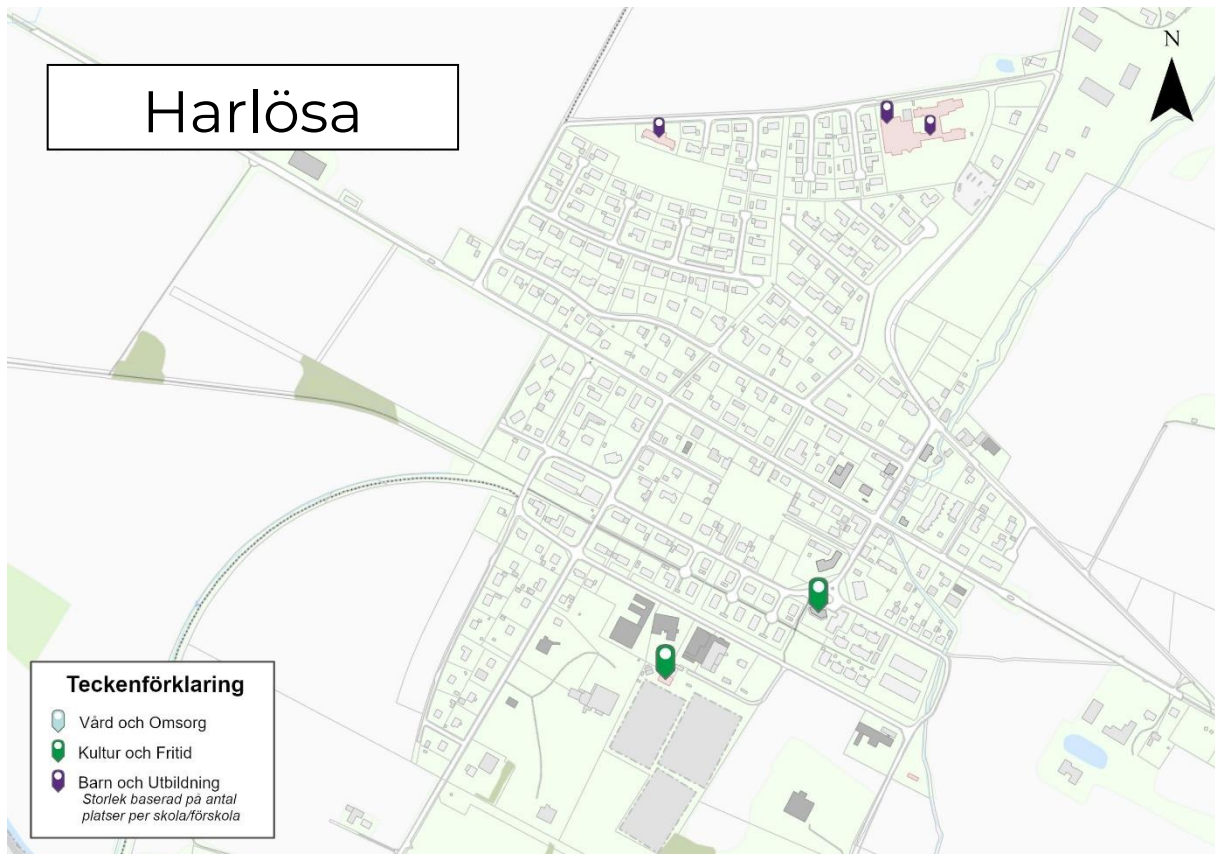 Harlösa
N
Teckenförklaring
Vård och Omsorg
Kultur och Fritid
Barn och Utbildning
Storlek baserad på antal
platser per skola/förskola